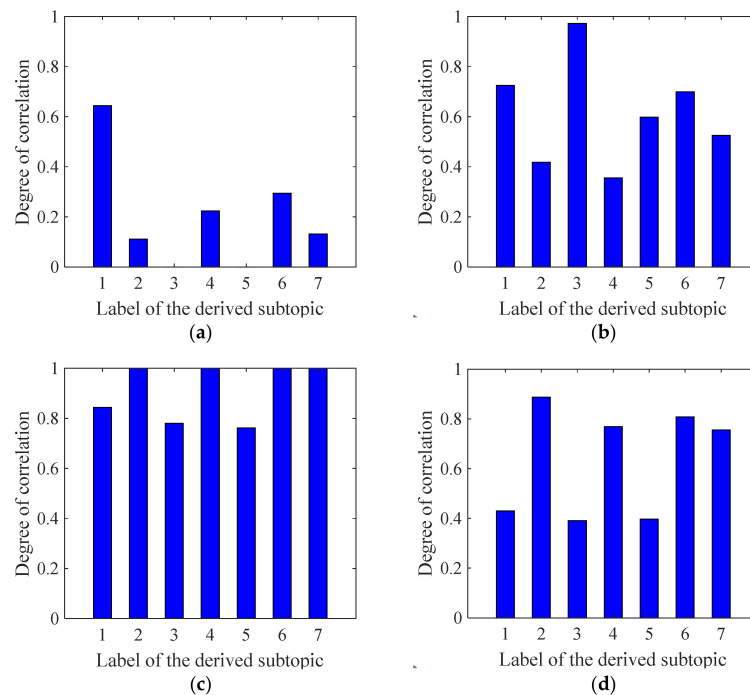 1
0.8
0.6
0.4
0.2
0
Degree of correlation
1 2 3 4 5 6 7
Label of the derived subtopic
(a)
1
0.8
0.6
0.4
0.2
0
Degree of correlation
1 2 3 4 5 6 7
Label of the derived subtopic
(b)
1
0.8
0.6
0.4
0.2
0
Degree of correlation
1 2 3 4 5 6 7
Label of the derived subtopic
(c)
1
0.8
0.6
0.4
0.2
0
Degree of correlation
1 2 3 4 5 6 7
Label of the derived subtopic
(d)